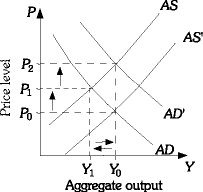 P
AS
AS'
P₂
P₁
P₀
Price level
AD'
AD
Y₁
Y₀
Y
Aggregate output